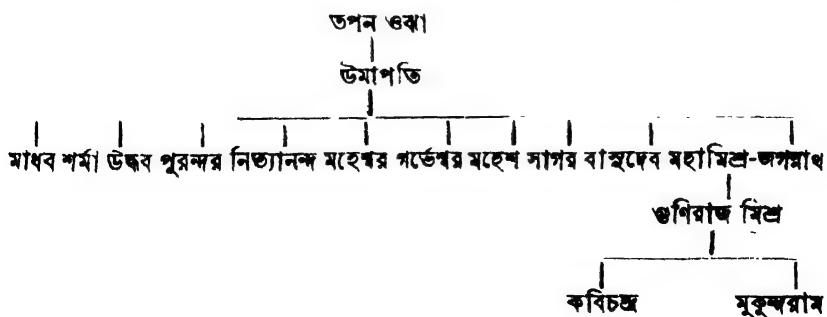 তপন ওঝা
উমাপতি
মাধব শর্মা উদ্ধব পুরন্দর নিত্যানন্দ মহেশ্বর গর্ভেশ্বর মহেশ সাগর বাসুদেব মহামিশ্র-জগন্নাথ
গুণিরাজ মিশ্র
কবিচন্দ্র মুকুন্দরাম